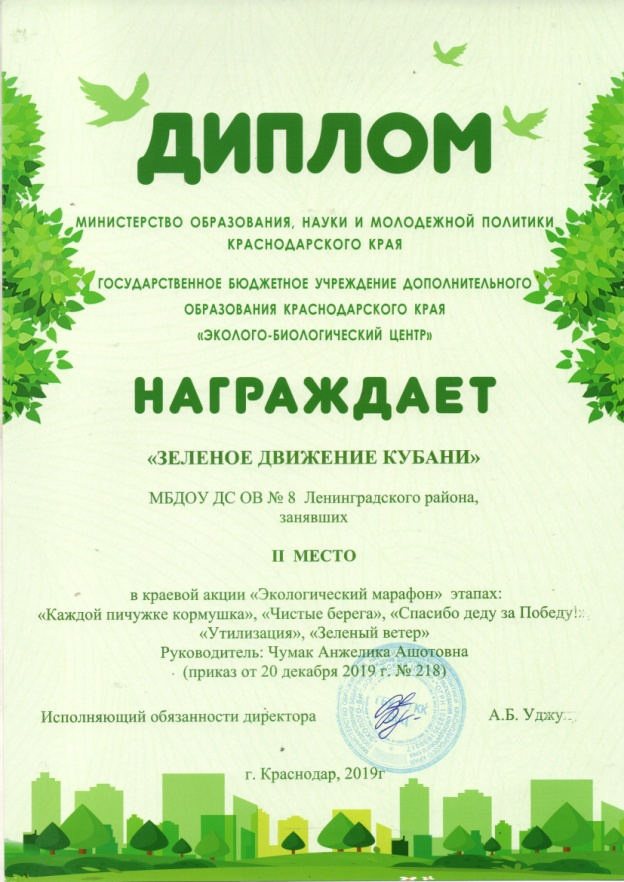 ДИПЛОМ
МИНИСТЕРСТВО ОБРАЗОВАНИЯ, НАУКИ И МОЛОДЕЖНОЙ ПОЛИТИКИ
КРАСНОДАРСКОГО КРАЯ
ГОСУДАРСТВЕННОЕ БЮДЖЕТНОЕ УЧРЕЖДЕНИЕ ДОПОЛНИТЕЛЬНОГО
ОБРАЗОВАНИЯ КРАСНОДАРСКОГО КРАЯ
«ЭКОЛОГО-БИОЛОГИЧЕСКИЙ ЦЕНТР»
НАГРАЖДАЕТ
«ЗЕЛЕНОЕ ДВИЖЕНИЕ КУБАНИ»
МБДОУ ДС ОВ № 8 Ленинградского района,
занявших
II МЕСТО
в краевой акции «Экологический марафон» этапах:
«Каждой пичужке кормушка», «Чистые берега», «Спасибо деду за Победу!»,
«Утилизация», «Зеленый ветер»
Руководитель: Чумак Анжелика Ашотовна
(приказ от 20 декабря 2019 г. № 218)
Исполняющий обязанности директора А.Б.
г. Краснодар, 2019г